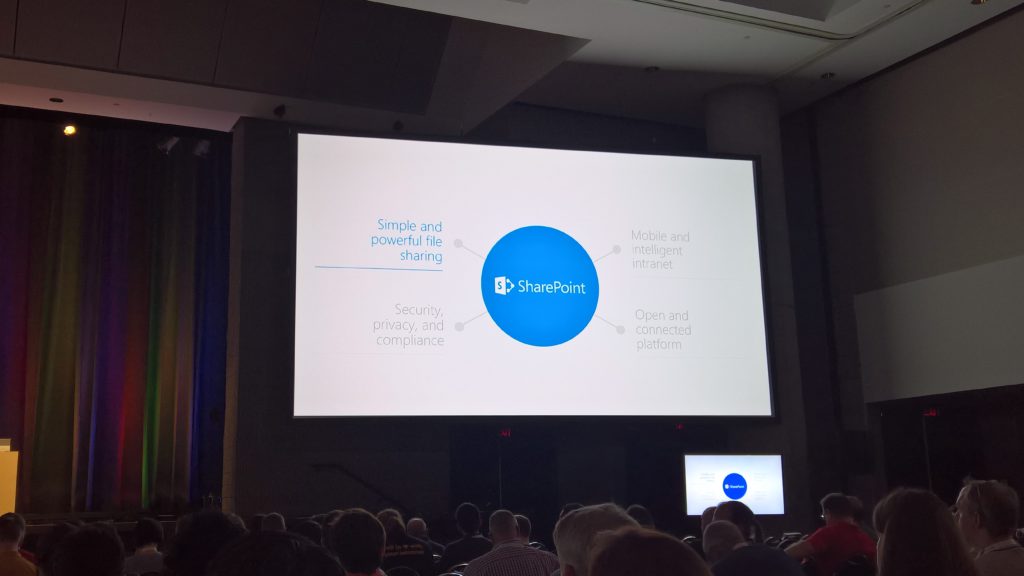 Simple and
powerful file
sharing
Mobile and
intelligent
intranet
S
SharePoint
Security,
privacy, and
compliance
Open and
connected
platform
SharePoint